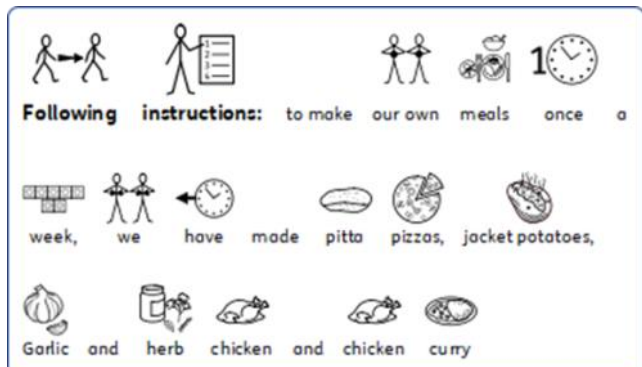 Following instructions: to make our own meals once a
week, we have made pitta pizzas, jacket potatoes,
Garlic and herb chicken and chicken curry